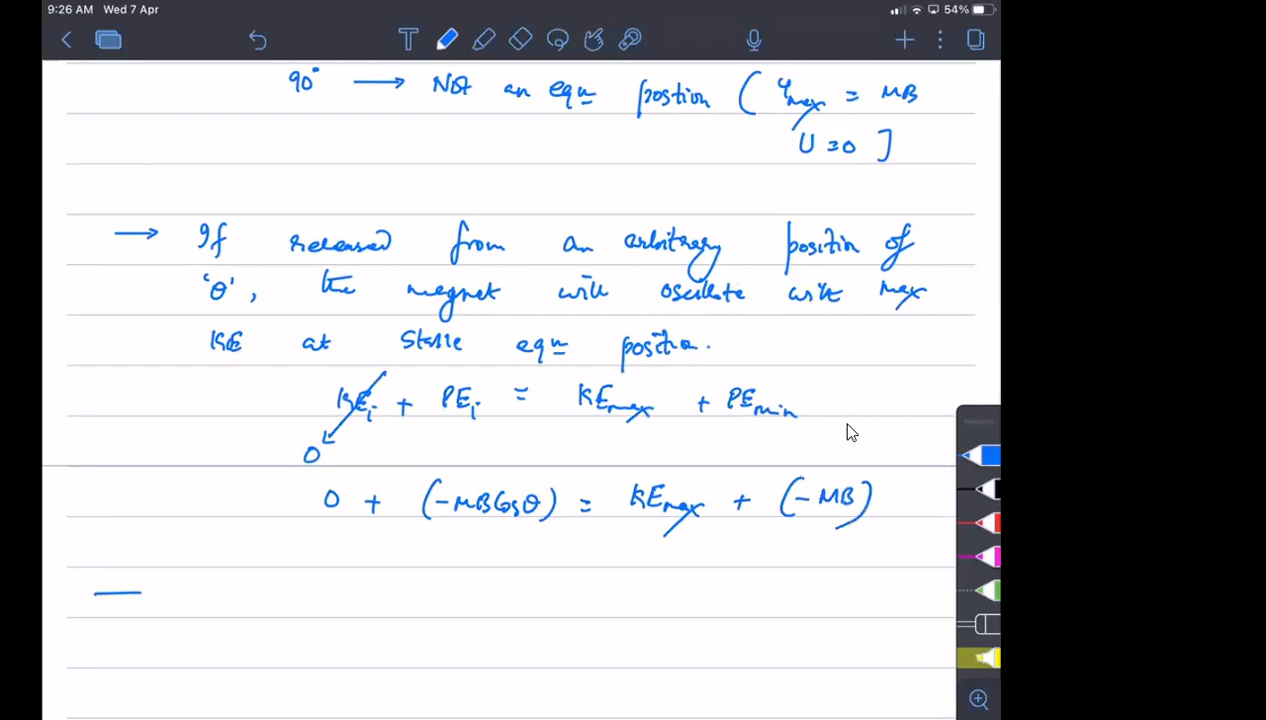 9:26 AM Wed 7 Apr 54%
T
90° → Not an eqm postion ( τmax = MB
U = 0 ]
→ If released from an arbitrary position of
'θ', the magnet will oscillate with max
KE at stable eqm position.
KEi + PEi = KEmax + PEmin
0
0 + (-MBCosθ) = KEmax + (-MB)